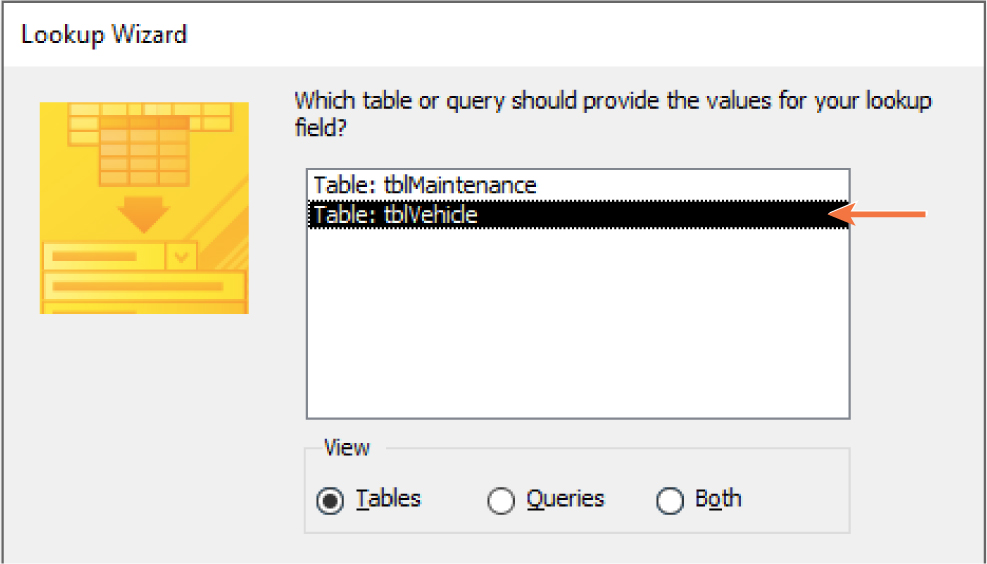 Lookup Wizard
Which table or query should provide the values for your lookup
field?
Table: tblMaintenance
Table: tblVehicle
View
Tables Queries Both